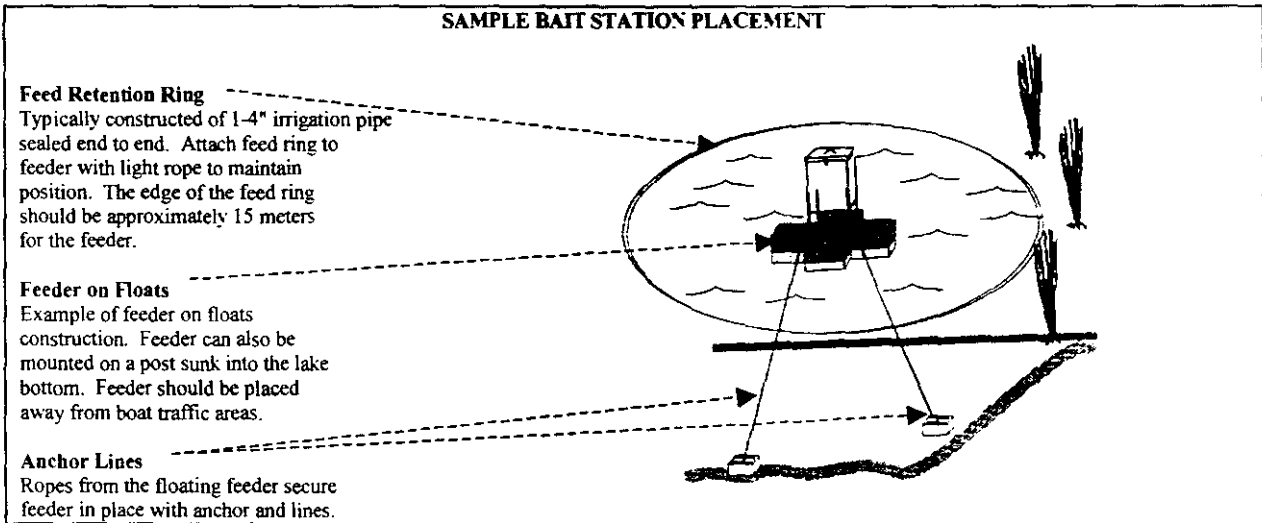 SAMPLE BAIT STATION PLACEMENT
Feed Retention Ring
Typically constructed of 1-4" irrigation pipe
sealed end to end. Attach feed ring to
feeder with light rope to maintain
position. The edge of the feed ring
should be approximately 15 meters
for the feeder.
Feeder on Floats
Example of feeder on floats
construction. Feeder can also be
mounted on a post sunk into the lake
bottom. Feeder should be placed
away from boat traffic areas.
Anchor Lines
Ropes from the floating feeder secure
feeder in place with anchor and lines.